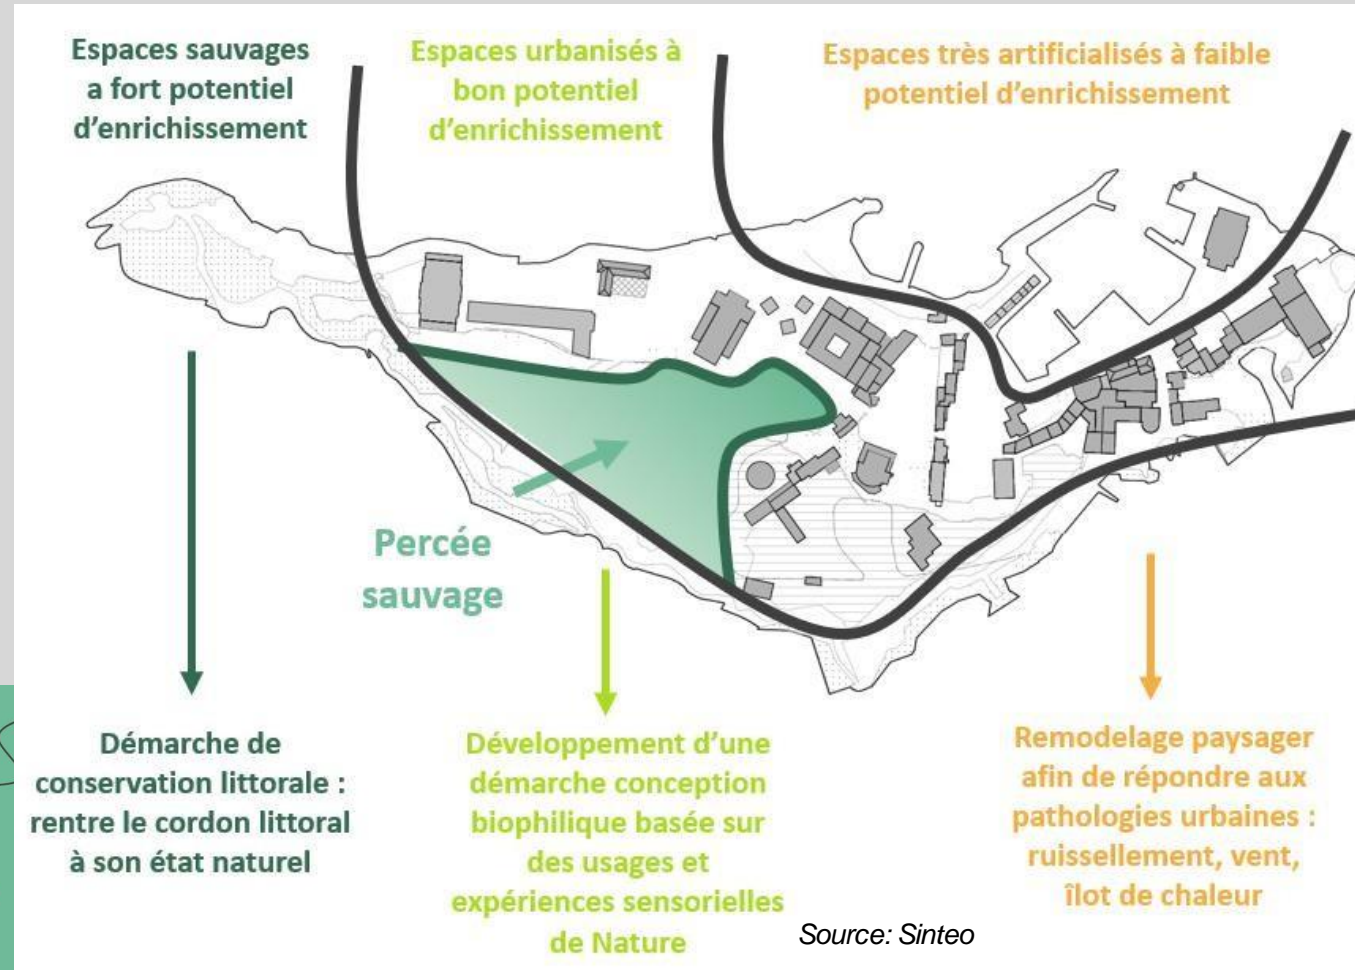 Espaces sauvages
a fort potentiel
d’enrichissement
Espaces urbanisés à
bon potentiel
d’enrichissement
Espaces très artificialisés à faible
potentiel d’enrichissement
Percée
sauvage
Démarche de
conservation littorale :
rentre le cordon littoral
à son état naturel
Développement d’une
démarche conception
biophilique basée sur
des usages et
expériences sensorielles
de Nature
Remodelage paysager
afin de répondre aux
pathologies urbaines :
ruissellement, vent,
îlot de chaleur
Source: Sinteo